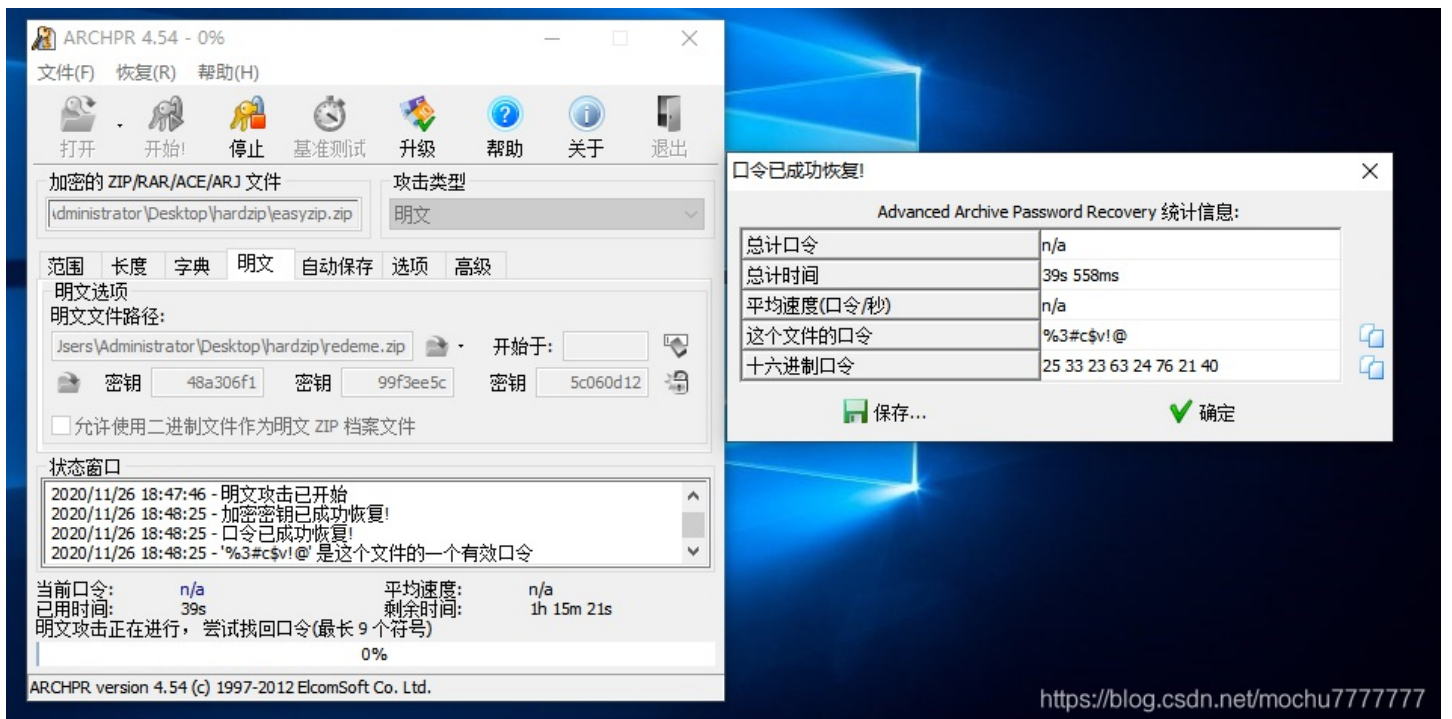 ARCHPR 4.54 - 0%
文件(F) 恢复(R) 帮助(H)
打开 开始! 停止 基准测试 升级 帮助 关于 退出
加密的 ZIP/RAR/ACE/ARJ 文件 攻击类型
\dministrator\Desktop\hardzip\easyzip.zip 明文
范围 长度 字典 明文 自动保存 选项 高级
明文选项
明文文件路径:
Jsers\Administrator\Desktop\hardzip\redeme.zip 开始于:
密钥 48a306f1 密钥 99f3ee5c 密钥 5c060d12
允许使用二进制文件作为明文 ZIP 档案文件
状态窗口
2020/11/26 18:47:46 - 明文攻击已开始
2020/11/26 18:48:25 - 加密密钥已成功恢复!
2020/11/26 18:48:25 - 口令已成功恢复!
2020/11/26 18:48:25 - '%3#c$v!@' 是这个文件的一个有效口令
当前口令: n/a 平均速度: n/a
已用时间: 39s 剩余时间: 1h 15m 21s
明文攻击正在进行，尝试找回口令(最长 9 个符号)
0%
ARCHPR version 4.54 (c) 1997-2012 ElcomSoft Co. Ltd.
口令已成功恢复!
Advanced Archive Password Recovery 统计信息:
总计口令 n/a
总计时间 39s 558ms
平均速度(口令/秒) n/a
这个文件的口令 %3#c$v!@
十六进制口令 25 33 23 63 24 76 21 40
保存... 确定
https://blog.csdn.net/mochu7777777